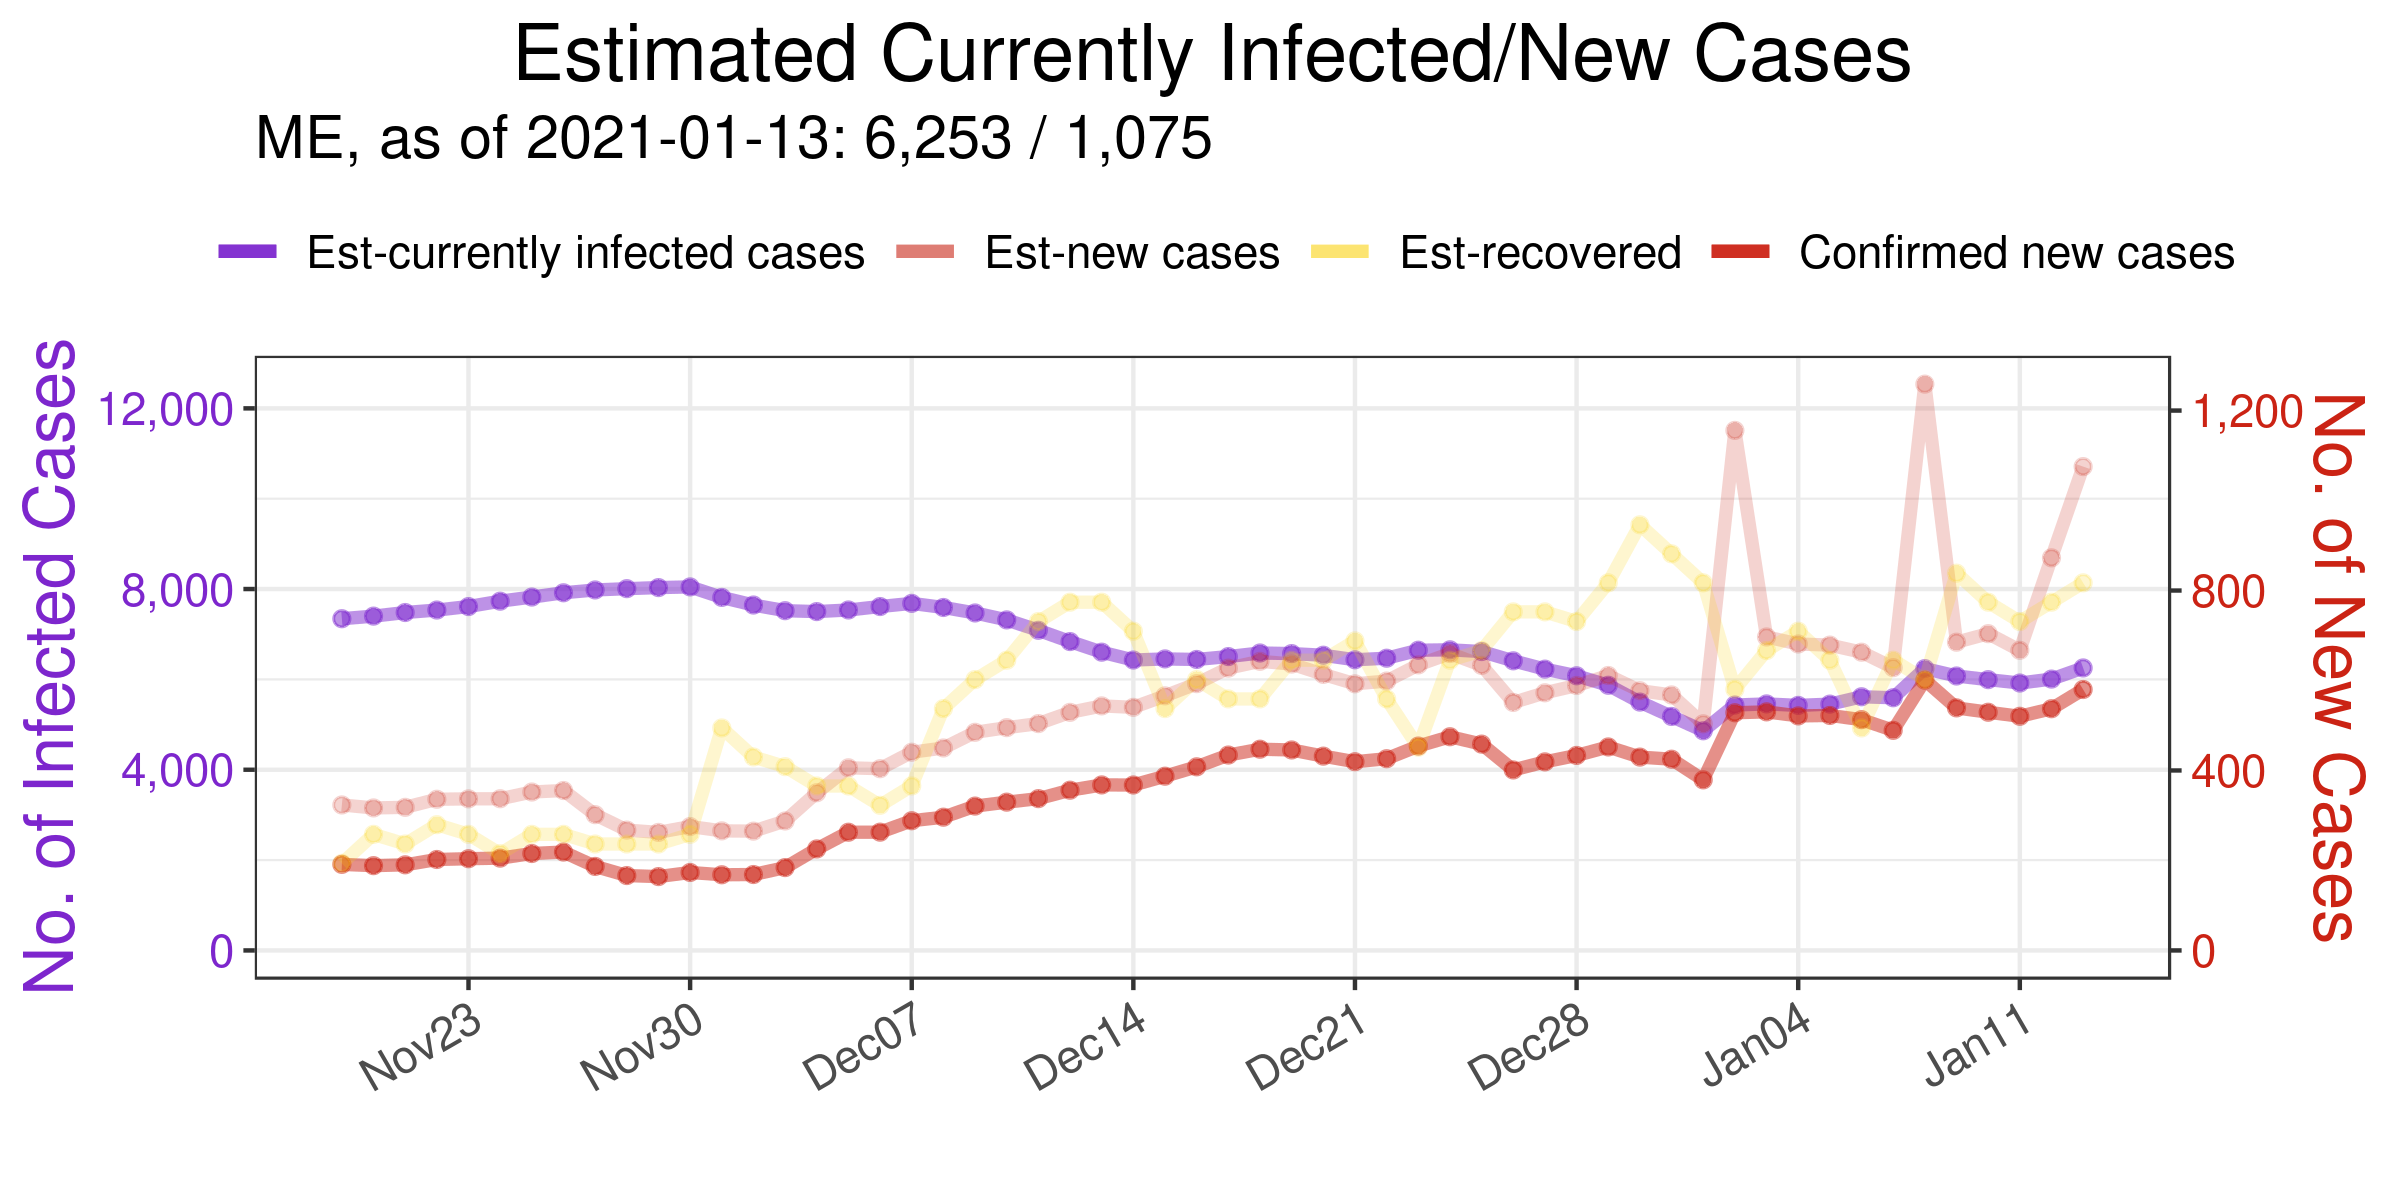 Estimated Currently Infected/New Cases
ME, as of 2021-01-13: 6,253 / 1,075
Est-currently infected cases Est-new cases Est-recovered Confirmed new cases
No. of Infected Cases
12,000
8,000
4,000
0
1,200
800
400
0
No. of New Cases
Nov23 Nov30 Dec07 Dec14 Dec21 Dec28 Jan04 Jan11